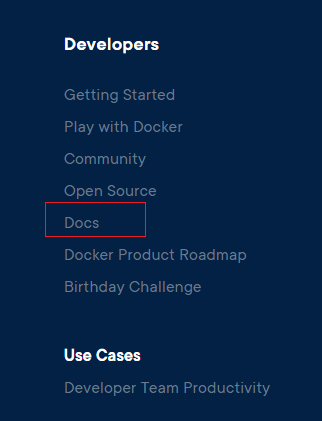 Developers
Getting Started
Play with Docker
Community
Open Source
Docs
Docker Product Roadmap
Birthday Challenge
Use Cases
Developer Team Productivity